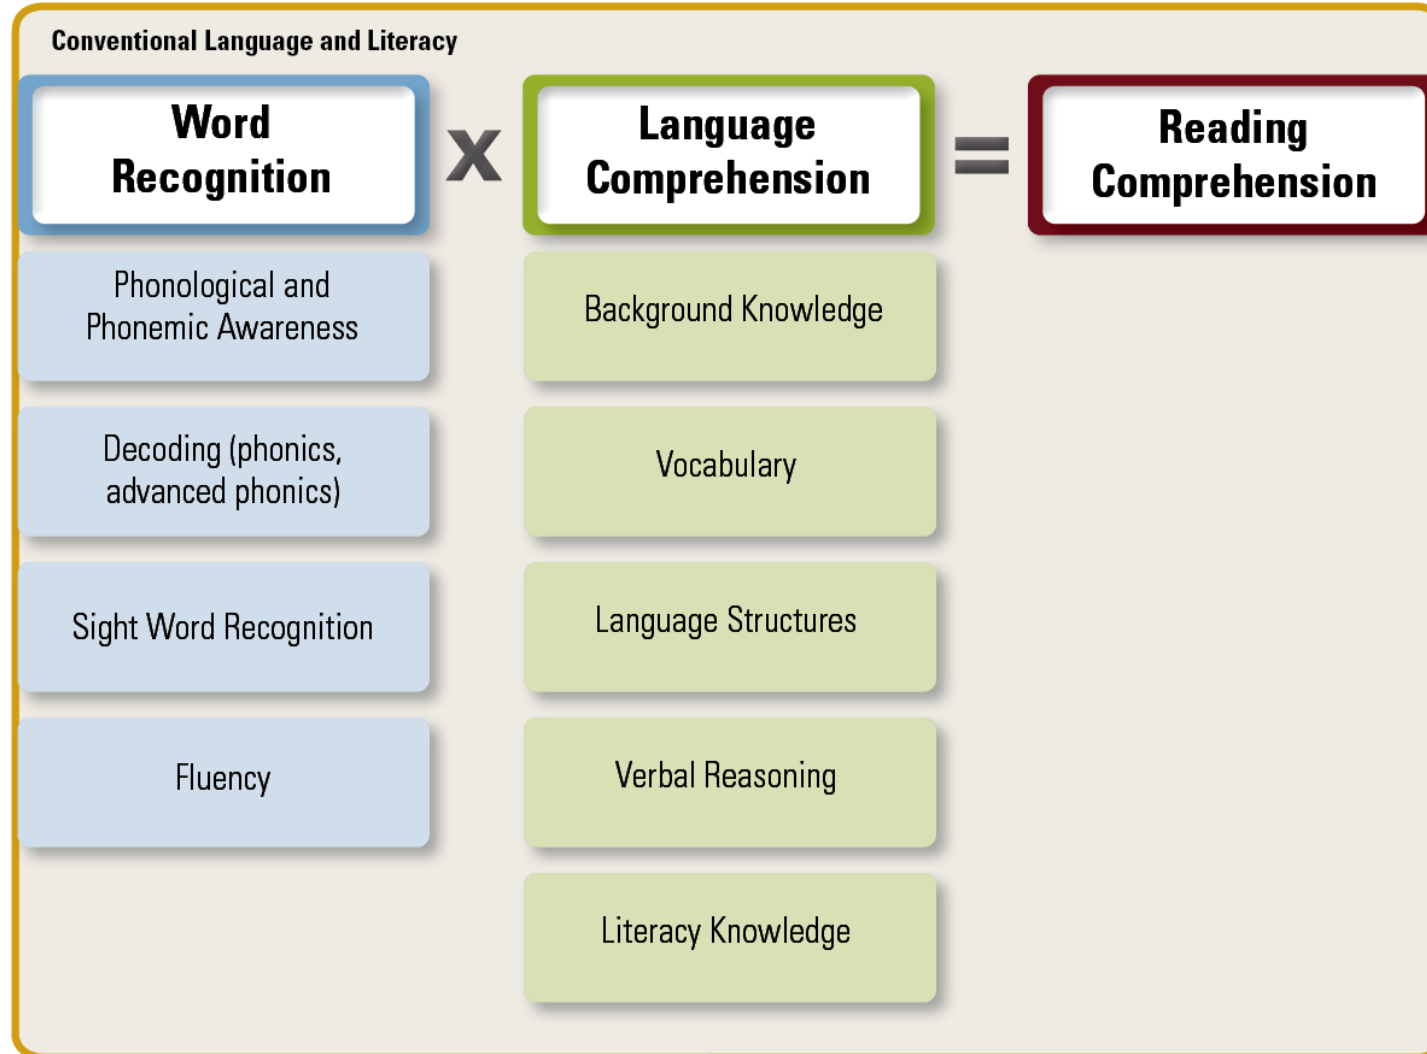 Conventional Language and Literacy
Word
Recognition
x
Language
Comprehension
=
Reading
Comprehension
Phonological and
Phonemic Awareness
Decoding (phonics,
advanced phonics)
Sight Word Recognition
Fluency
Background Knowledge
Vocabulary
Language Structures
Verbal Reasoning
Literacy Knowledge